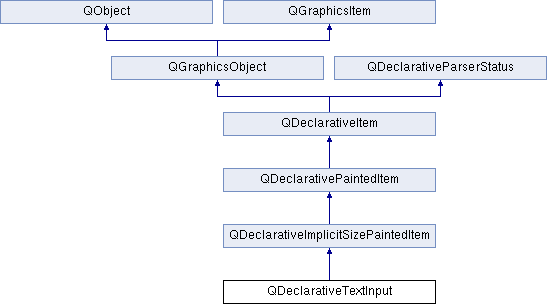 QObject
QGraphicsItem
QGraphicsObject
QDeclarativeParserStatus
QDeclarativeItem
QDeclarativePaintedItem
QDeclarativeImplicitSizePaintedItem
QDeclarativeTextInput